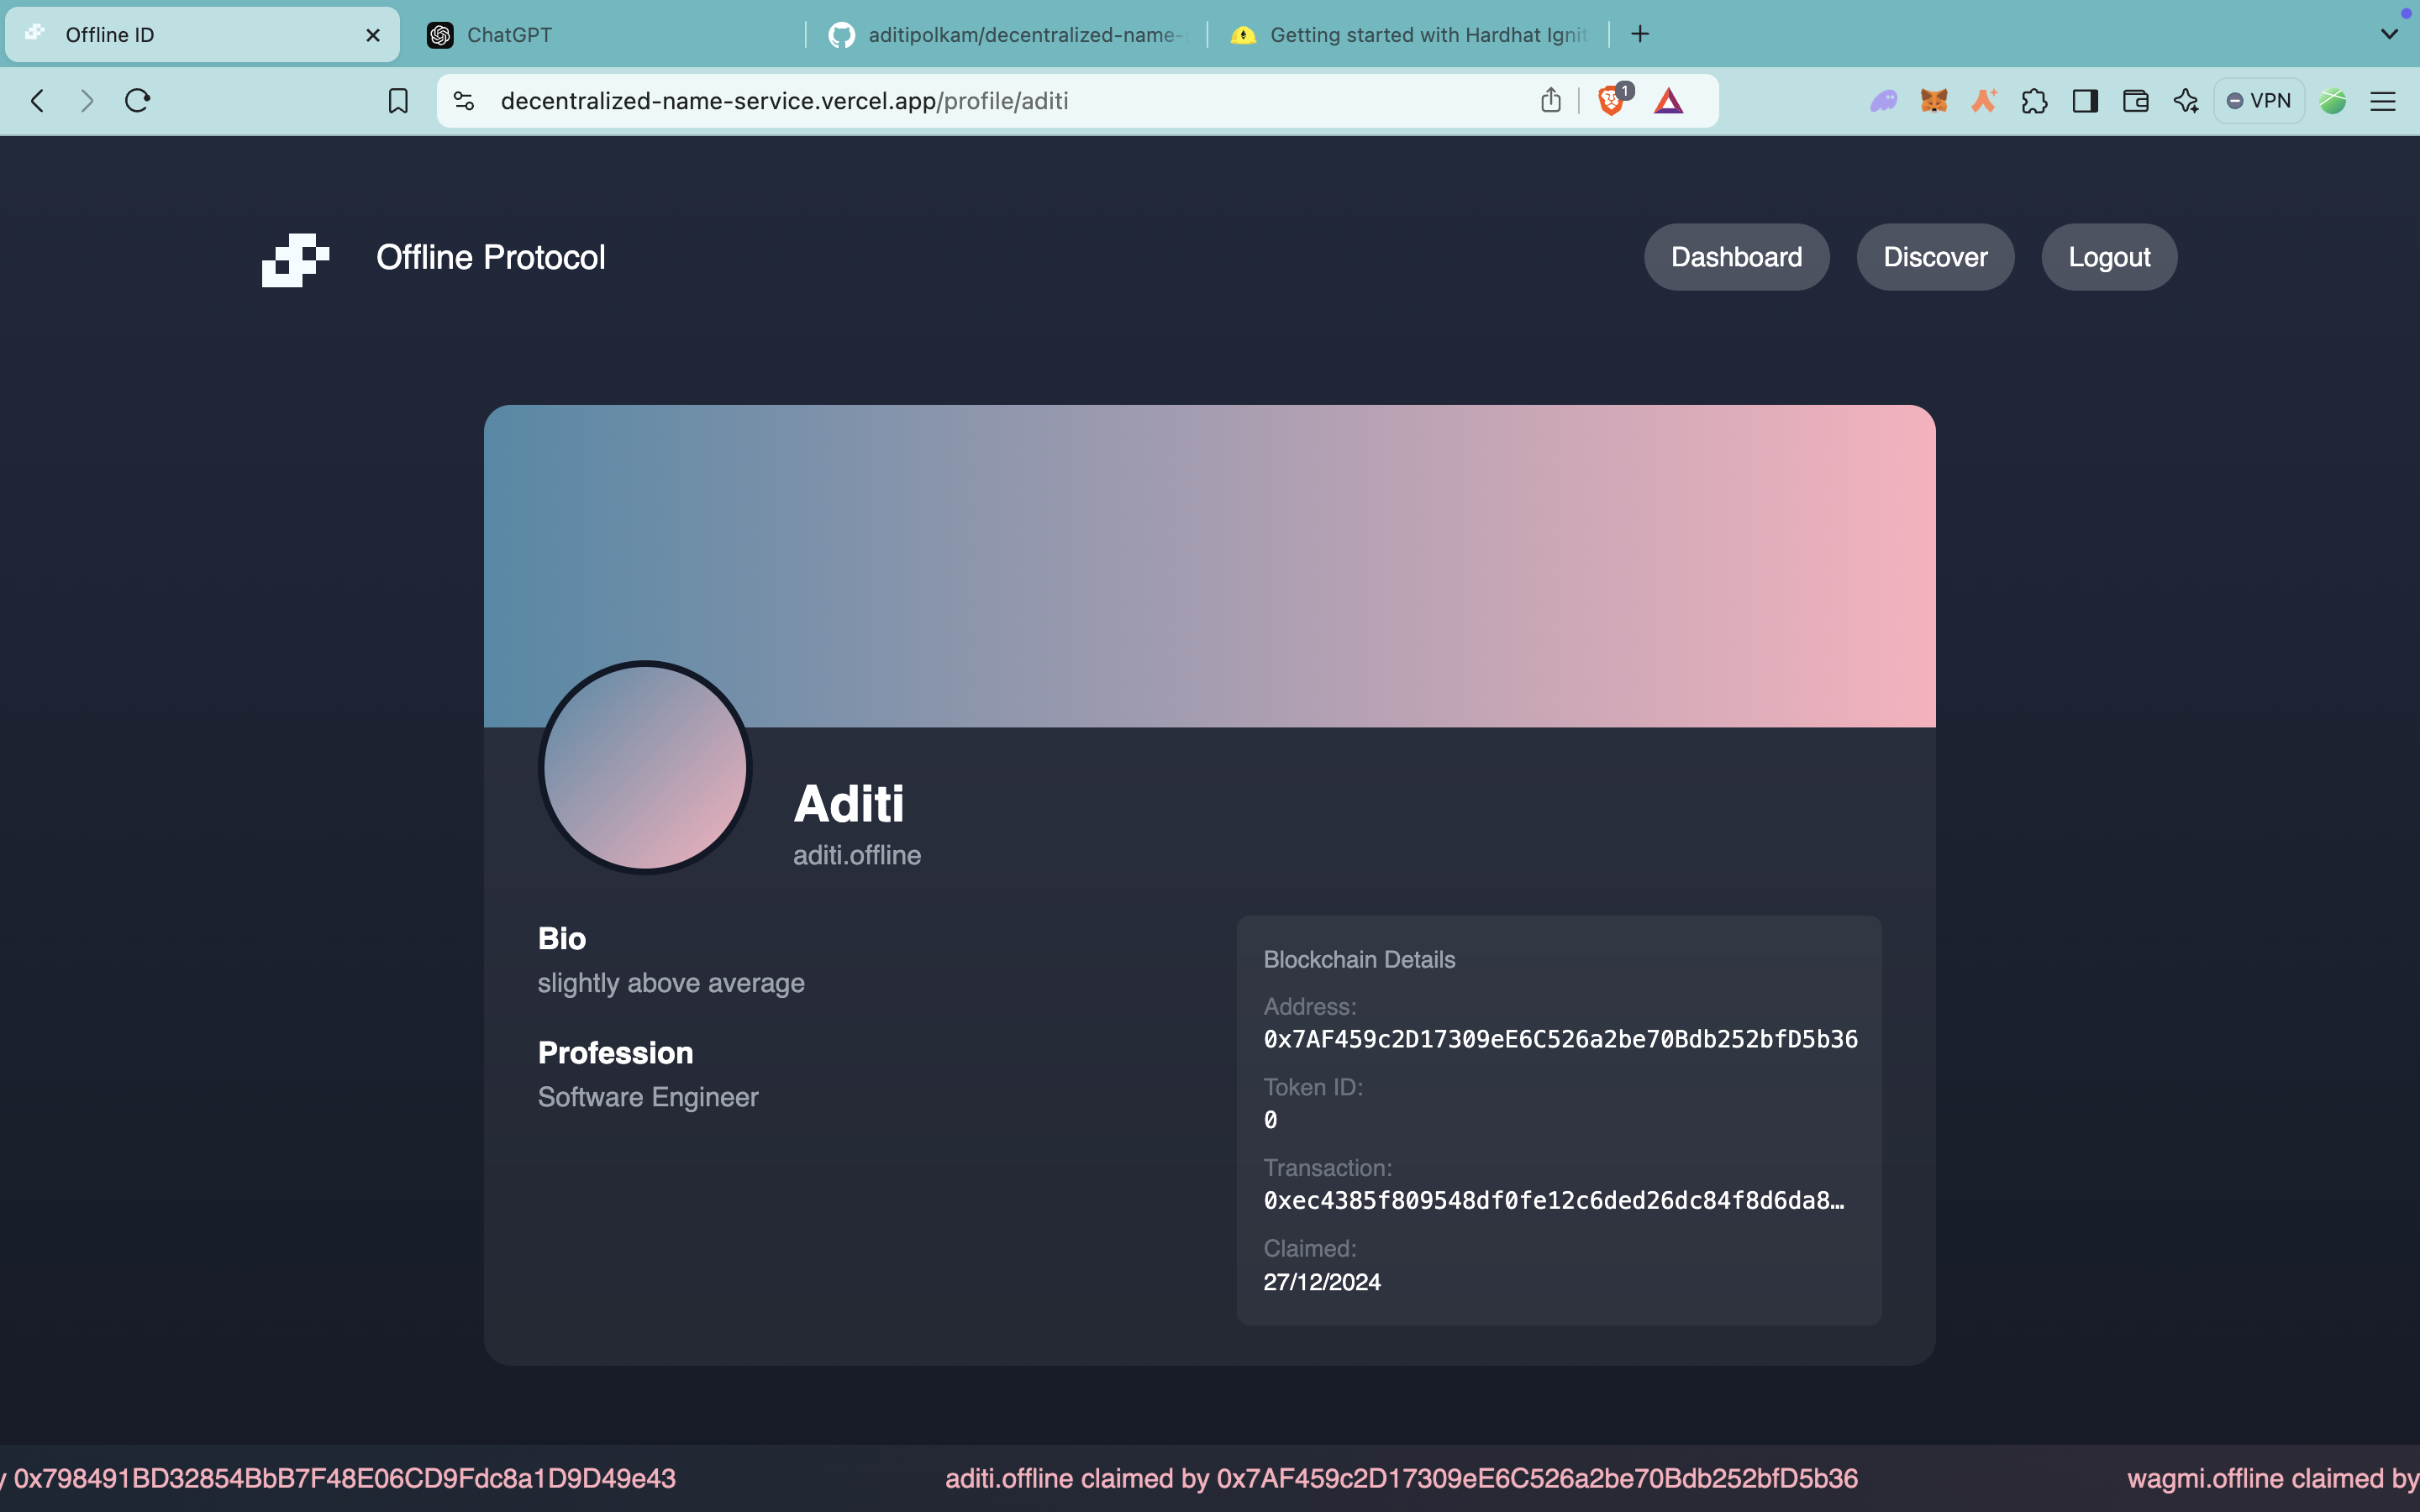 Offline ID
ChatGPT
aditipolkam/decentralized-name-
Getting started with Hardhat Ignit
decentralized-name-service.vercel.app/profile/aditi
1
VPN
Offline Protocol
Dashboard
Discover
Logout
Aditi
aditi.offline
Bio
slightly above average
Profession
Software Engineer
Blockchain Details
Address:
0x7AF459c2D17309eE6C526a2be70Bdb252bfD5b36
Token ID:
0
Transaction:
0xec4385f809548df0fe12c6ded26dc84f8d6da8…
Claimed:
27/12/2024
y 0x798491BD32854BbB7F48E06CD9Fdc8a1D9D49e43
aditi.offline claimed by 0x7AF459c2D17309eE6C526a2be70Bdb252bfD5b36
wagmi.offline claimed by